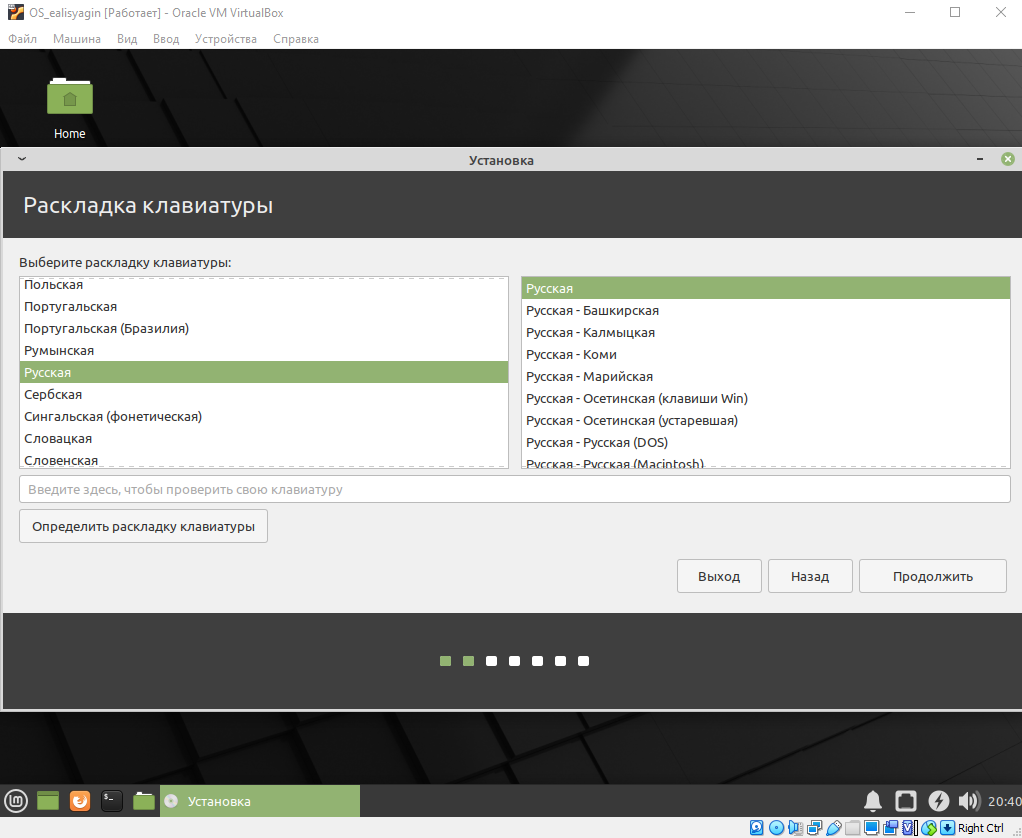 OS_ealisyagin [Работает] - Oracle VM VirtualBox
Файл Машина Вид Ввод Устройства Справка
Home
Установка
Раскладка клавиатуры
Выберите раскладку клавиатуры:
Польская
Португальская
Португальская (Бразилия)
Румынская
Русская
Сербская
Сингальская (фонетическая)
Словацкая
Словенская
Русская
Русская - Башкирская
Русская - Калмыцкая
Русская - Коми
Русская - Марийская
Русская - Осетинская (клавиши Win)
Русская - Осетинская (устаревшая)
Русская - Русская (DOS)
Русская - Русская (Macintosh)
Введите здесь, чтобы проверить свою клавиатуру
Определить раскладку клавиатуры
Выход Назад Продолжить
Установка 20:40
Right Ctrl